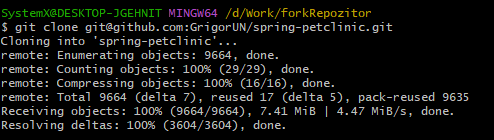 SystemX@DESKTOP-JGEHNIT MINGW64 /d/Work/forkRepozitor
$ git clone git@github.com:GrigorUN/spring-petclinic.git
Cloning into 'spring-petclinic'...
remote: Enumerating objects: 9664, done.
remote: Counting objects: 100% (29/29), done.
remote: Compressing objects: 100% (16/16), done.
remote: Total 9664 (delta 7), reused 17 (delta 5), pack-reused 9635
Receiving objects: 100% (9664/9664), 7.41 MiB | 4.47 MiB/s, done.
Resolving deltas: 100% (3604/3604), done.